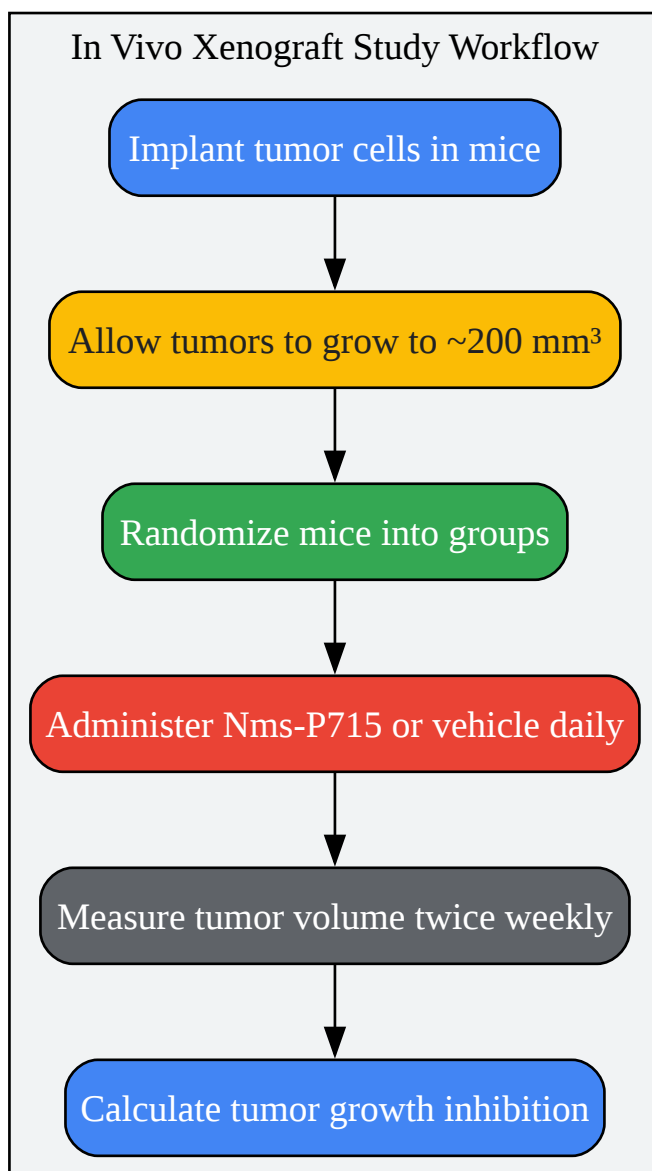 In Vivo Xenograft Study Workflow
Implant tumor cells in mice
Allow tumors to grow to ~200 mm³
Randomize mice into groups
Administer Nms-P715 or vehicle daily
Measure tumor volume twice weekly
Calculate tumor growth inhibition